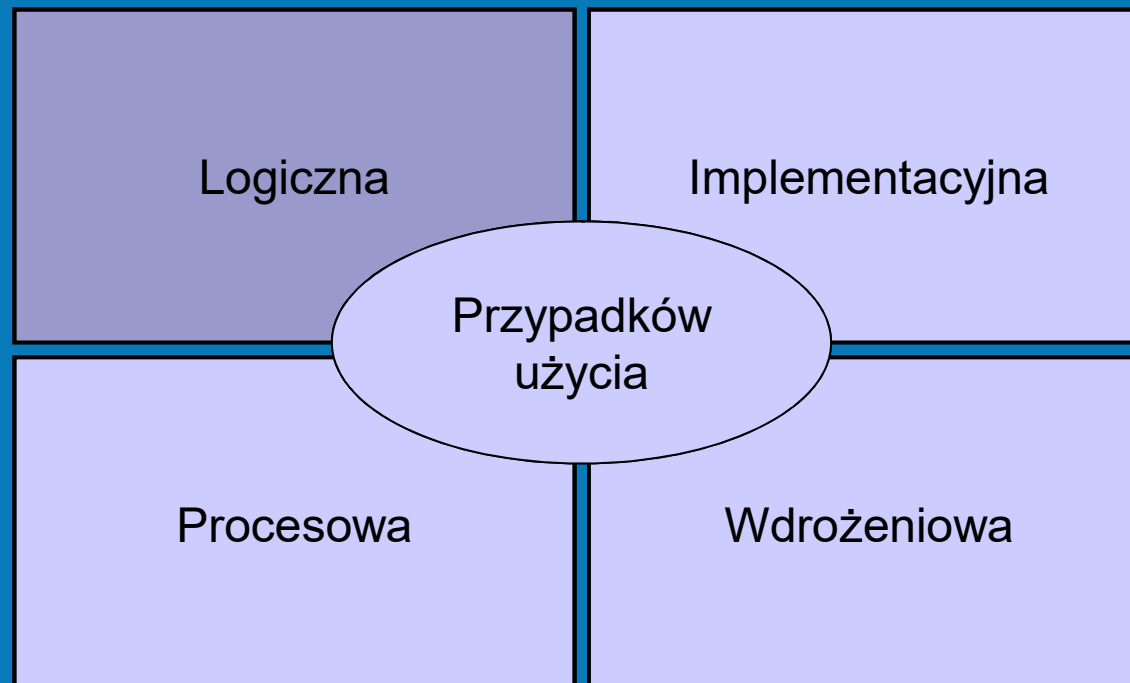 Logiczna
Implementacyjna
Przypadków
użycia
Procesowa
Wdrożeniowa